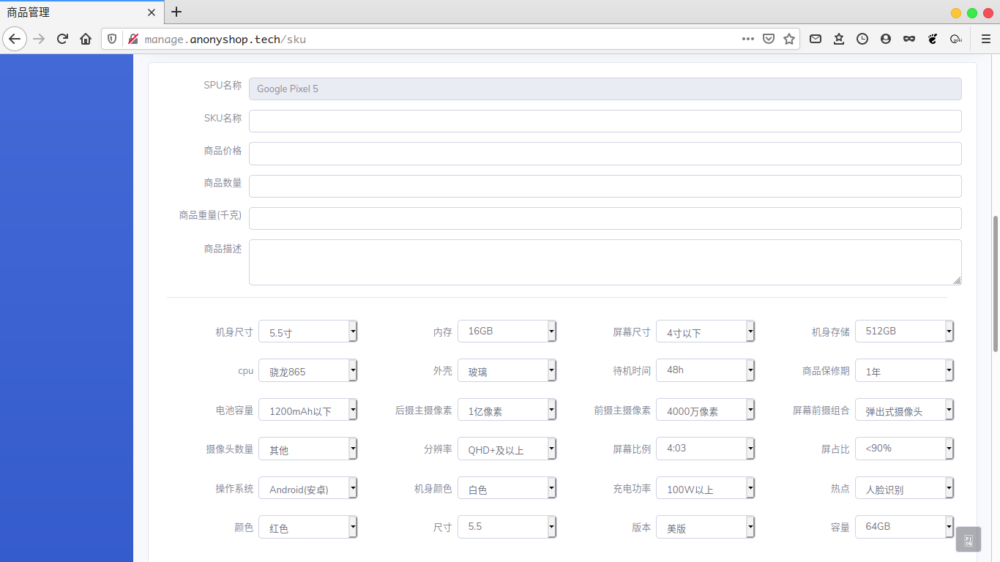 商品管理
manage.anonyshop.tech/sku
SPU名称 Google Pixel 5
SKU名称
商品价格
商品数量
商品重量(千克)
商品描述
机身尺寸 5.5寸 内存 16GB 屏幕尺寸 4寸以下 机身存储 512GB
cpu 骁龙865 外壳 玻璃 待机时间 48h 商品保修期 1年
电池容量 1200mAh以下 后摄主摄像素 1亿像素 前摄主摄像素 4000万像素 屏幕前摄组合 弹出式摄像头
摄像头数量 其他 分辨率 QHD+及以上 屏幕比例 4:03 屏占比 <90%
操作系统 Android(安卓) 机身颜色 白色 充电功率 100W以上 热点 人脸识别
颜色 红色 尺寸 5.5 版本 美版 容量 64GB